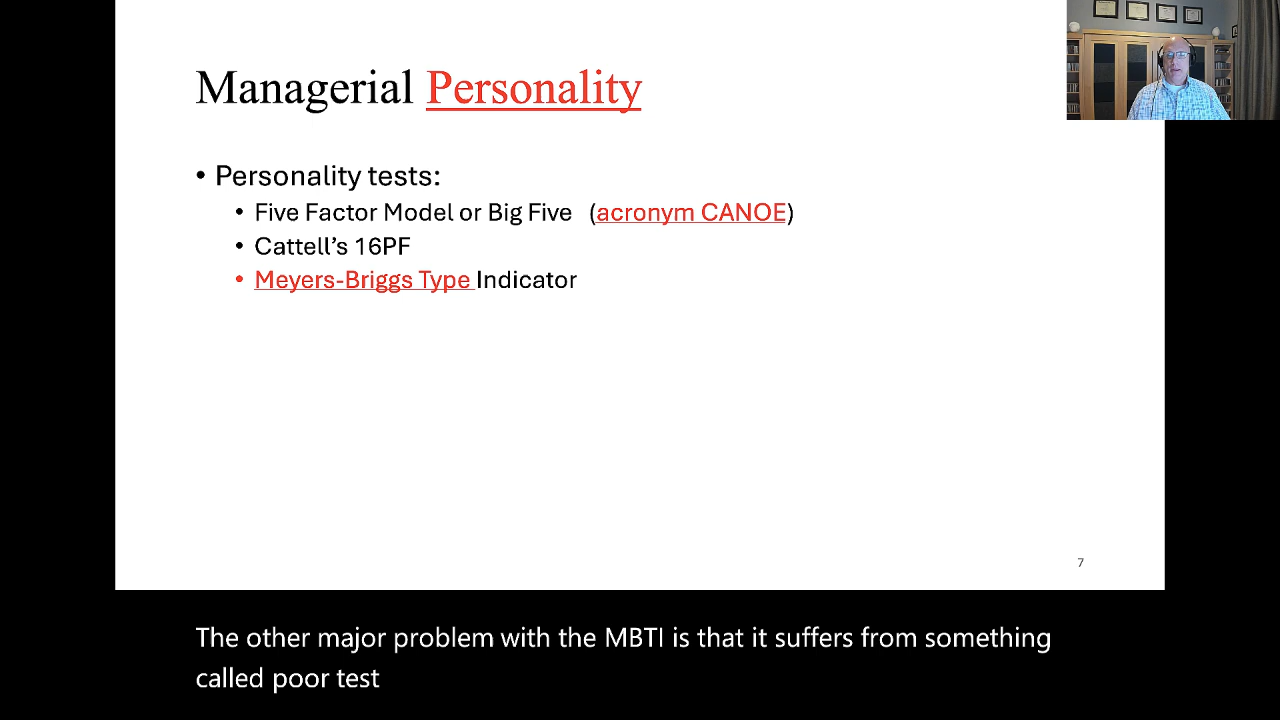 Managerial Personality
• Personality tests:
• Five Factor Model or Big Five (acronym CANOE)
• Cattell’s 16PF
• Meyers-Briggs Type Indicator
7
The other major problem with the MBTI is that it suffers from something
called poor test